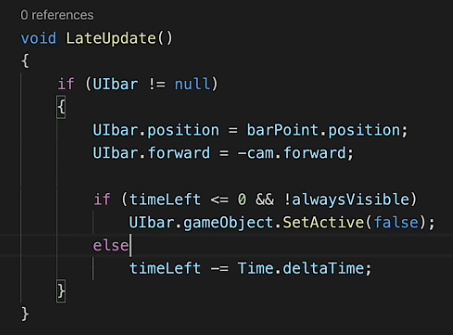 0 references
void LateUpdate()
{
if (UIbar != null)
{
UIbar.position = barPoint.position;
UIbar.forward = -cam.forward;
if (timeLeft <= 0 && !alwaysVisible)
UIbar.gameObject.SetActive(false);
else
timeLeft -= Time.deltaTime;
}
}